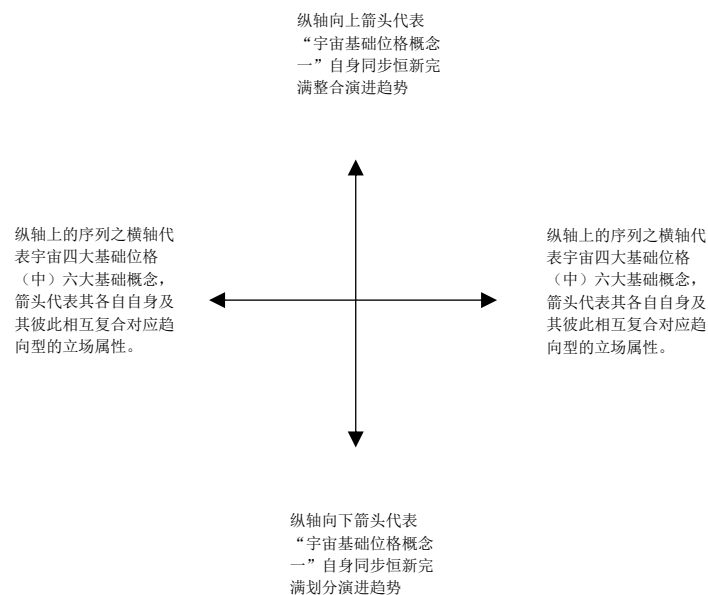 纵轴向上箭头代表
“宇宙基础位格概念
一”自身同步恒新完
满整合演进趋势
纵轴上的序列之横轴代
表宇宙四大基础位格
（中）六大基础概念，
箭头代表其各自自身及
其彼此相互复合对应趋
向型的立场属性。
纵轴上的序列之横轴代
表宇宙四大基础位格
（中）六大基础概念，
箭头代表其各自自身及
其彼此相互复合对应趋
向型的立场属性。
纵轴向下箭头代表
“宇宙基础位格概念
一”自身同步恒新完
满划分演进趋势